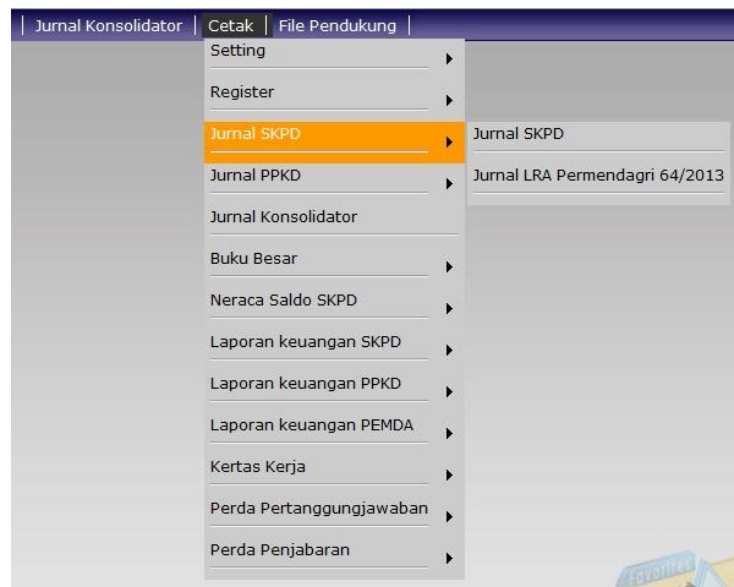 Jurnal Konsolidator | Cetak | File Pendukung
Setting
Register
Jurnal SKPD
Jurnal SKPD
Jurnal PPKD
Jurnal LRA Permendagri 64/2013
Jurnal Konsolidator
Buku Besar
Neraca Saldo SKPD
Laporan keuangan SKPD
Laporan keuangan PPKD
Laporan keuangan PEMDA
Kertas Kerja
Perda Pertanggungjawaban
Perda Penjabaran
Favorites